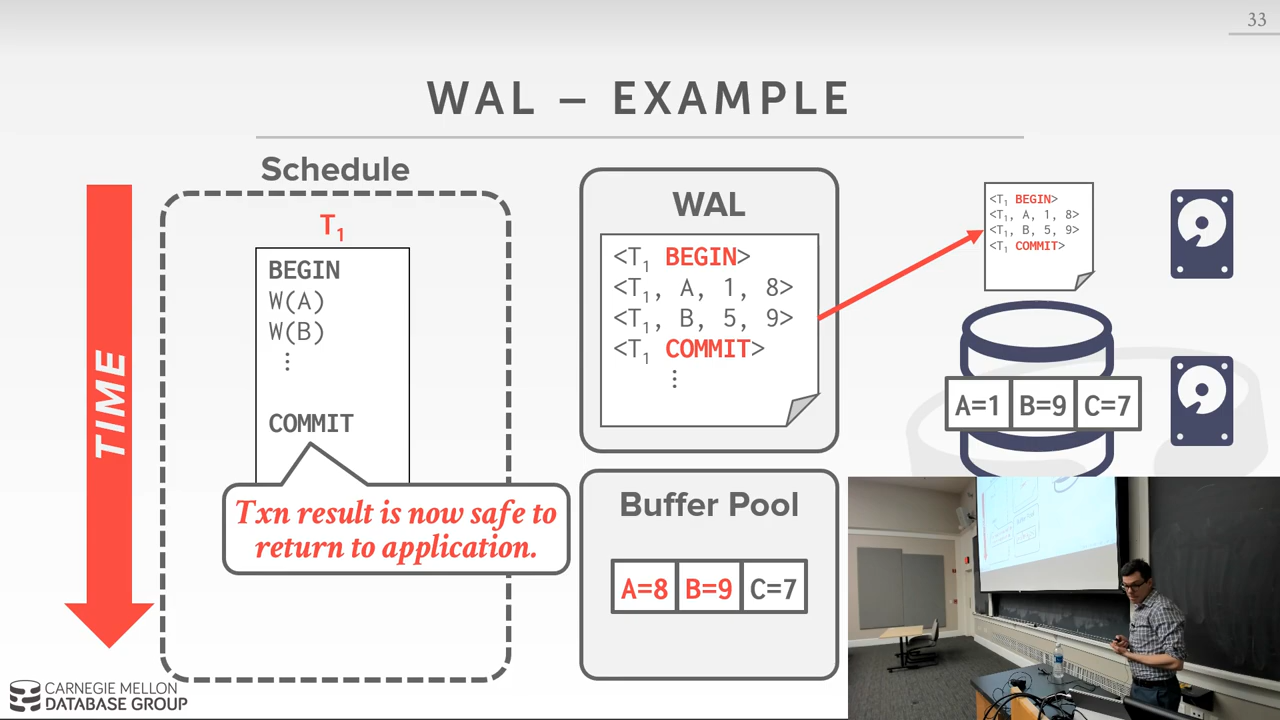 33
WAL – EXAMPLE
Schedule
T1
BEGIN
W(A)
W(B)
⋮
COMMIT
Txn result is now safe to
return to application.
TIME
WAL
<T1 BEGIN>
<T1, A, 1, 8>
<T1, B, 5, 9>
<T1 COMMIT>
⋮
Buffer Pool
A=8 B=9 C=7
<T1 BEGIN>
<T1, A, 1, 8>
<T1, B, 5, 9>
<T1 COMMIT>
A=1 B=9 C=7
CARNEGIE MELLON
DATABASE GROUP